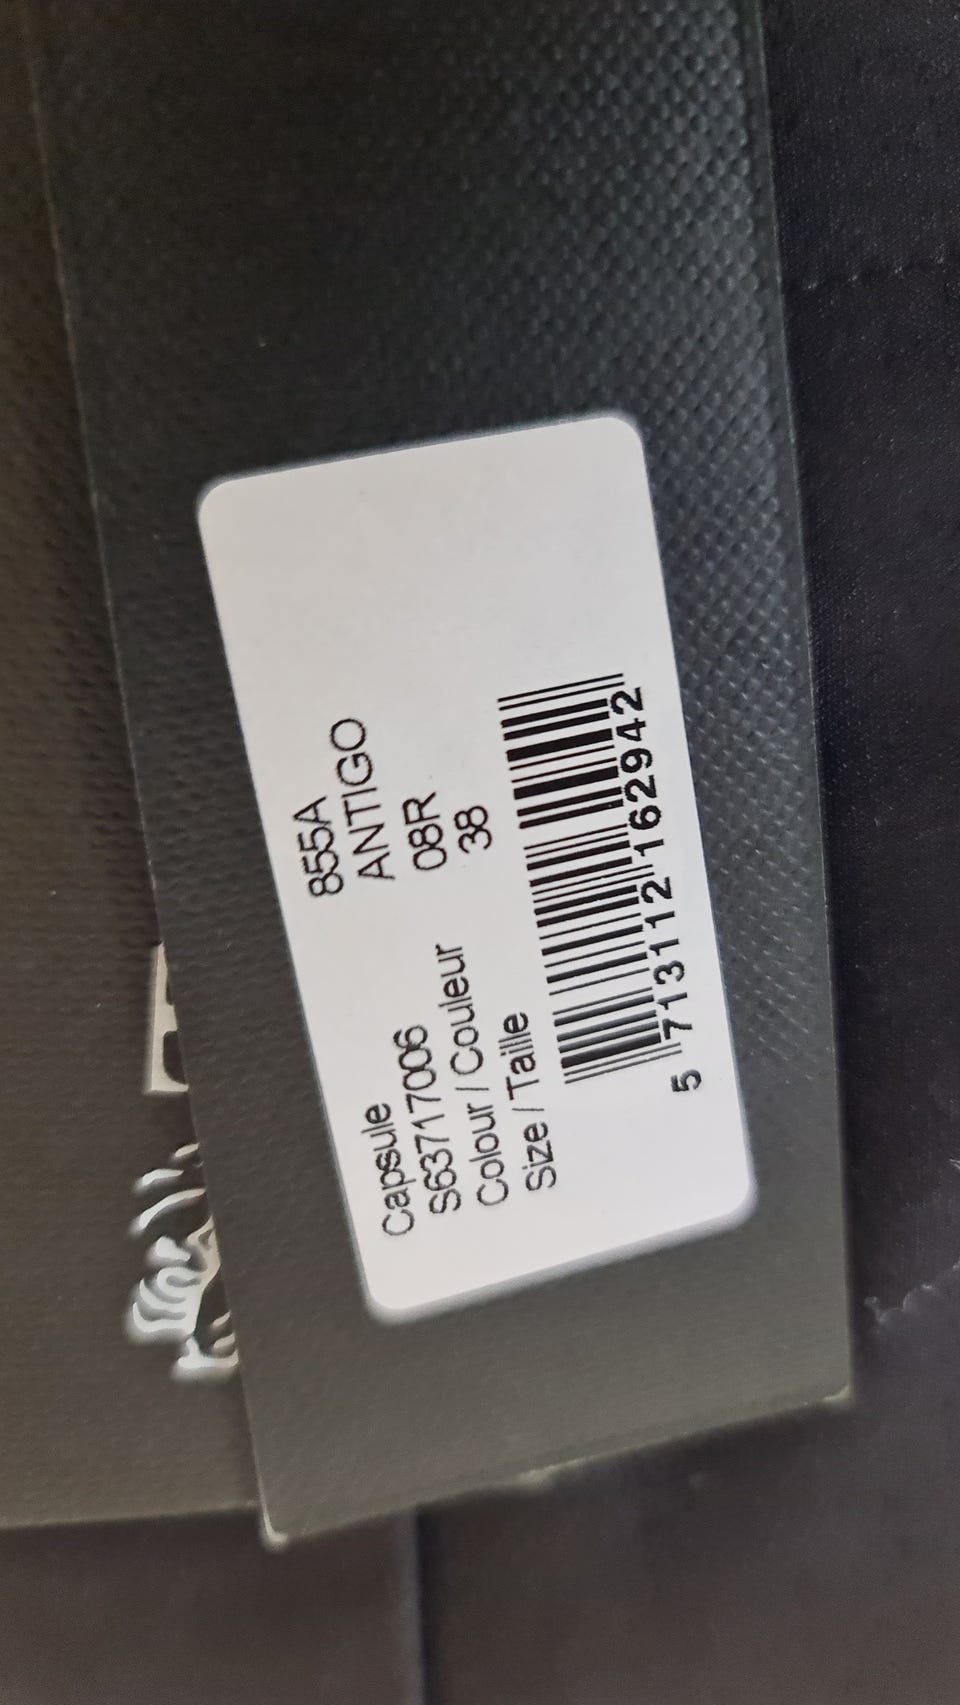 Capsule 855A
S63717006 ANTIGO
Colour / Couleur 08R
Size / Taille 38
5 713112 162942